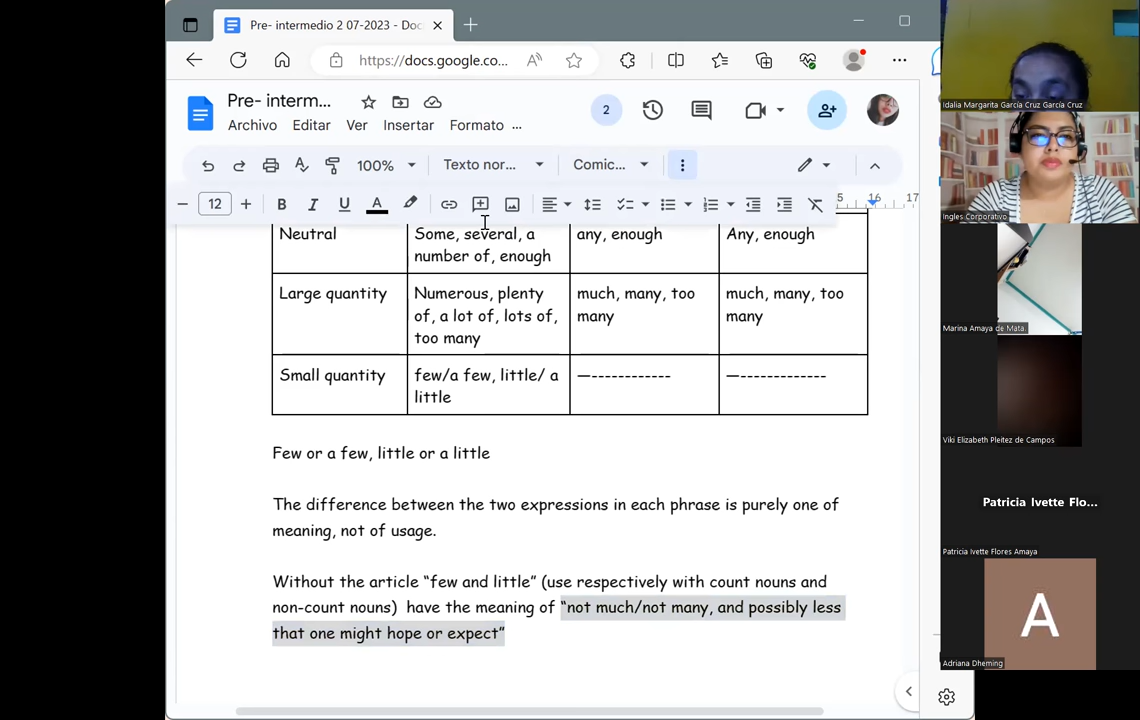 Pre- intermedio 2 07-2023 - Doc
https://docs.google.co...
Pre- interm...
Archivo Editar Ver Insertar Formato ...
2
100% Texto nor... Comic...
12
15 16 17
Neutral
Some, several, a
number of, enough
any, enough
Any, enough
Large quantity
Numerous, plenty
of, a lot of, lots of,
too many
much, many, too
many
much, many, too
many
Small quantity
few/a few, little/ a
little
—------------
—-------------
Few or a few, little or a little
The difference between the two expressions in each phrase is purely one of
meaning, not of usage.
Without the article “few and little” (use respectively with count nouns and
non-count nouns)  have the meaning of “not much/not many, and possibly less
that one might hope or expect”
Idalia Margarita García Cruz García Cruz
Ingles Corporativo
Marina Amaya de Mata.
Viki Elizabeth Pleitez de Campos
Patricia Ivette Flo...
Patricia Ivette Flores Amaya
A
Adriana Dheming